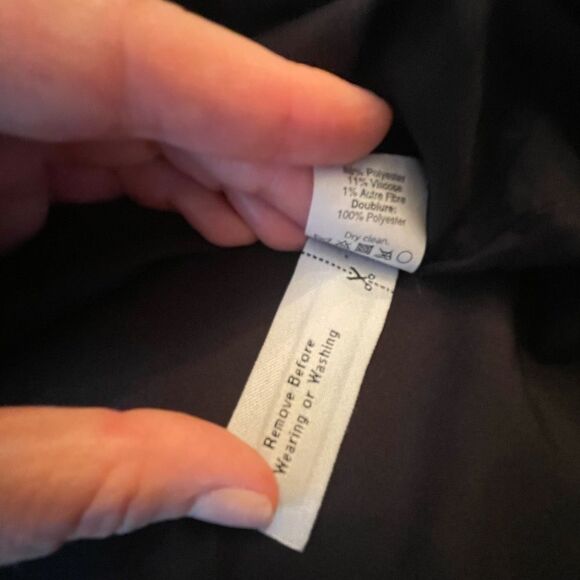 Polyester
11% Viscose
1% Autre Fibre
Doublure:
100% Polyester
Dry clean.
Remove Before
Wearing or Washing